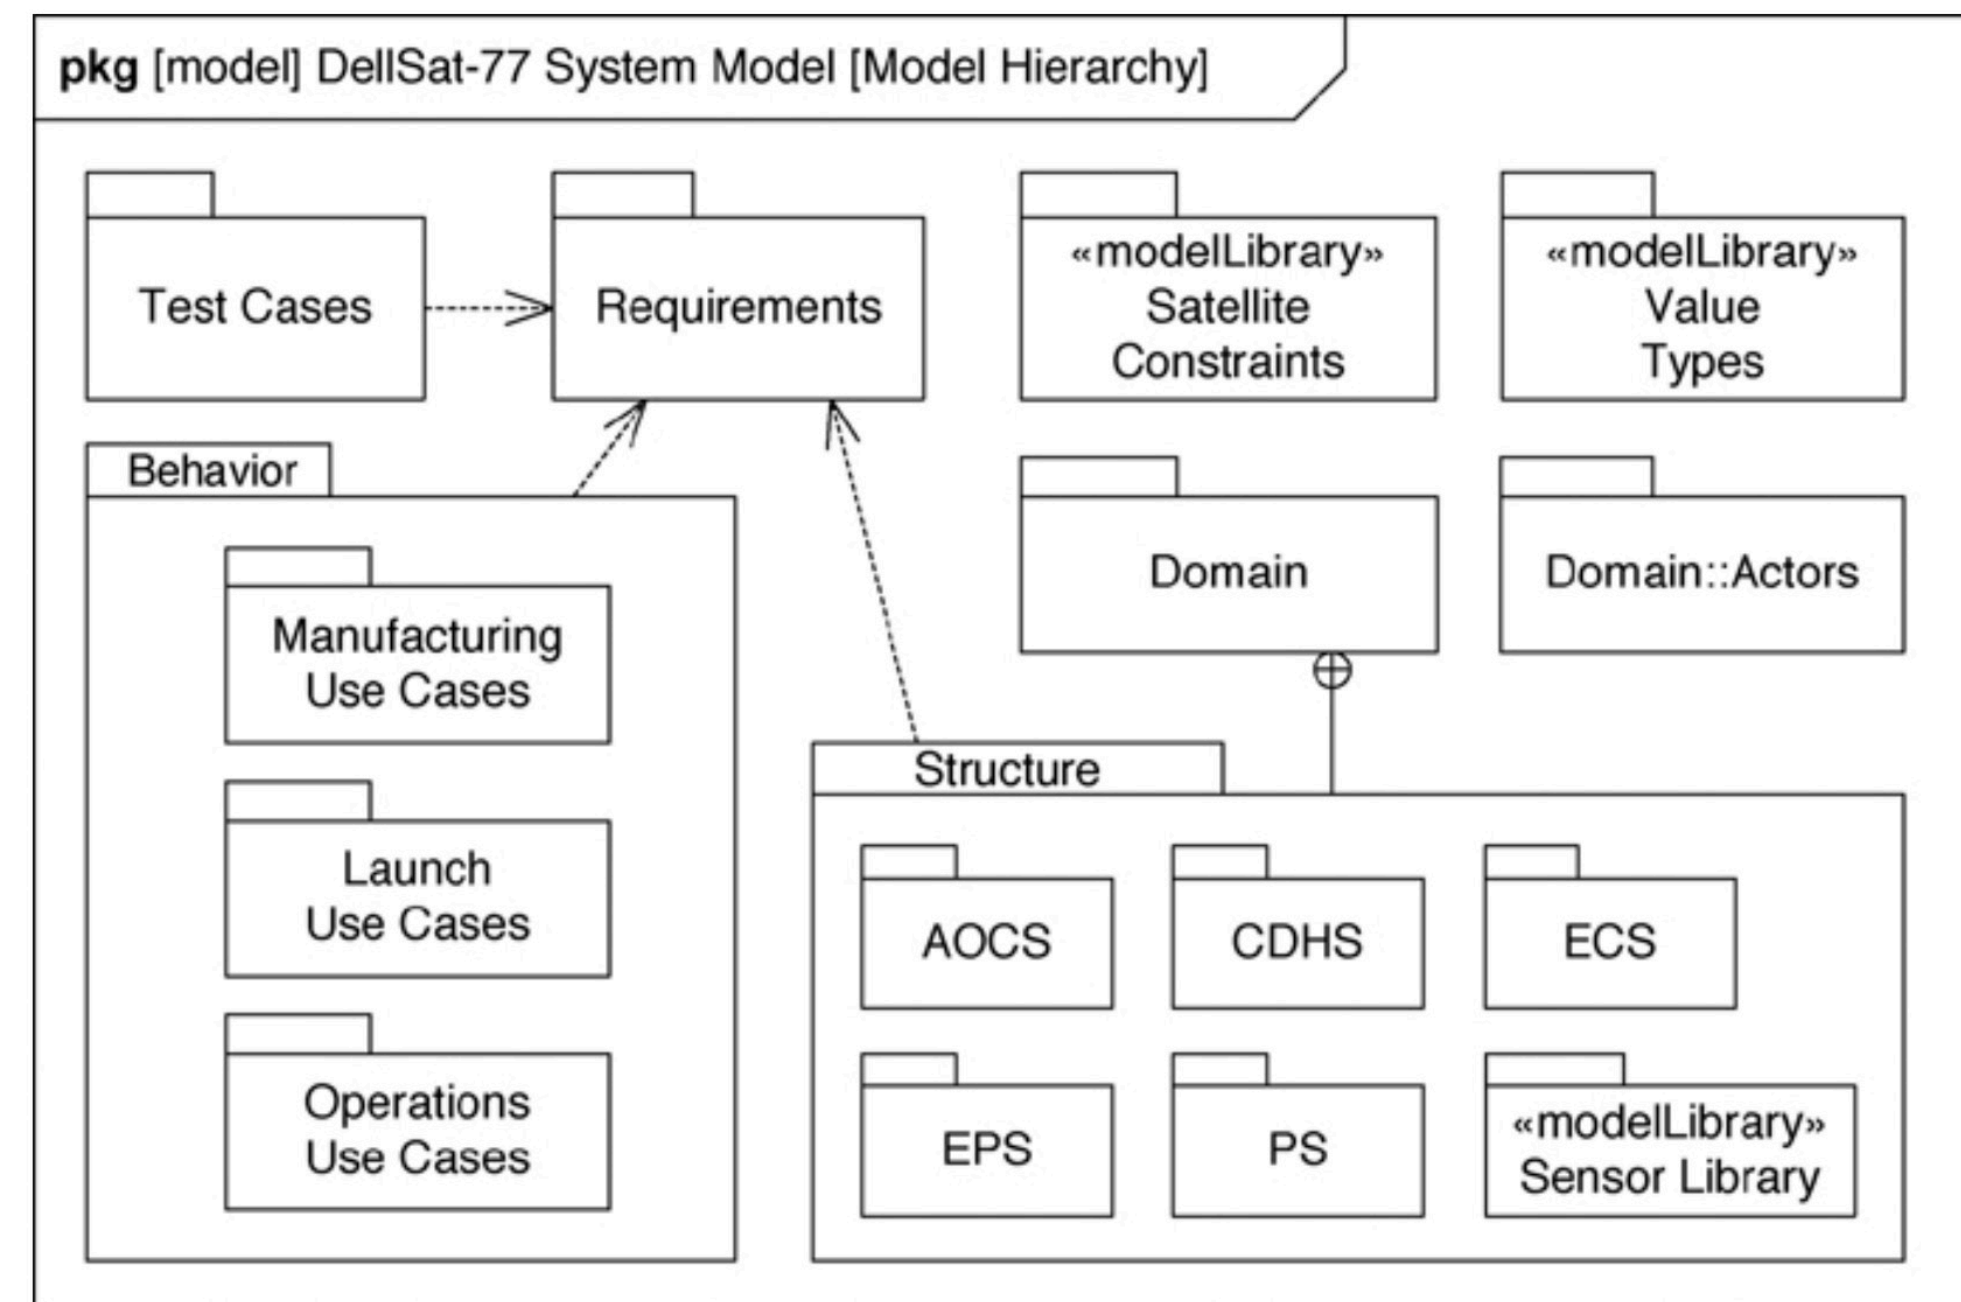 pkg [model] DellSat-77 System Model [Model Hierarchy]
Test Cases
Requirements
«modelLibrary»
Satellite
Constraints
«modelLibrary»
Value
Types
Behavior
Manufacturing
Use Cases
Launch
Use Cases
Operations
Use Cases
Domain
Domain::Actors
Structure
AOCS
CDHS
ECS
EPS
PS
«modelLibrary»
Sensor Library